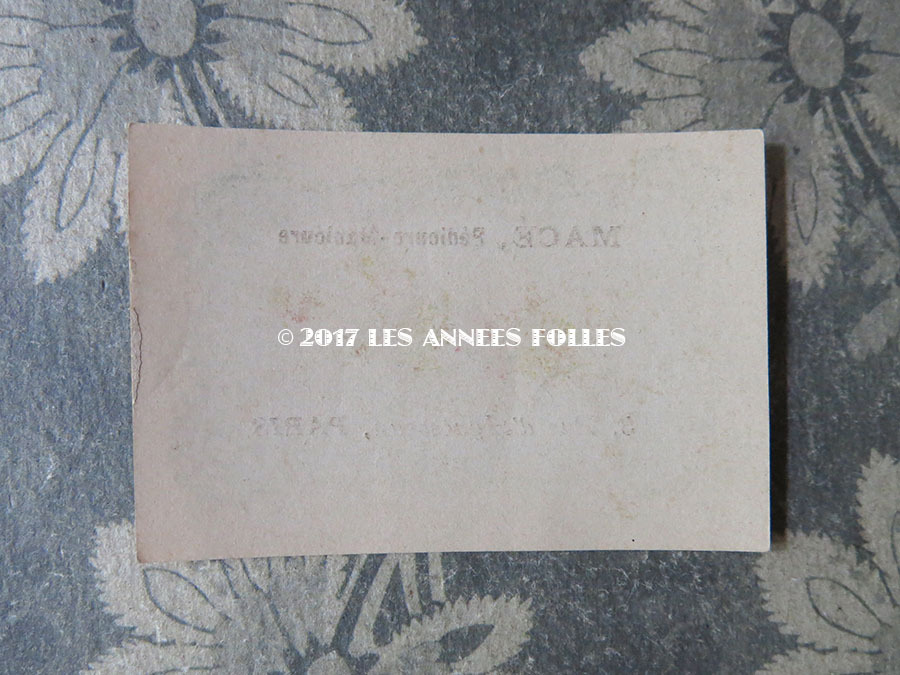 MACE, Pédicure-Manicure
© 2017 LES ANNEES FOLLES
PARIS